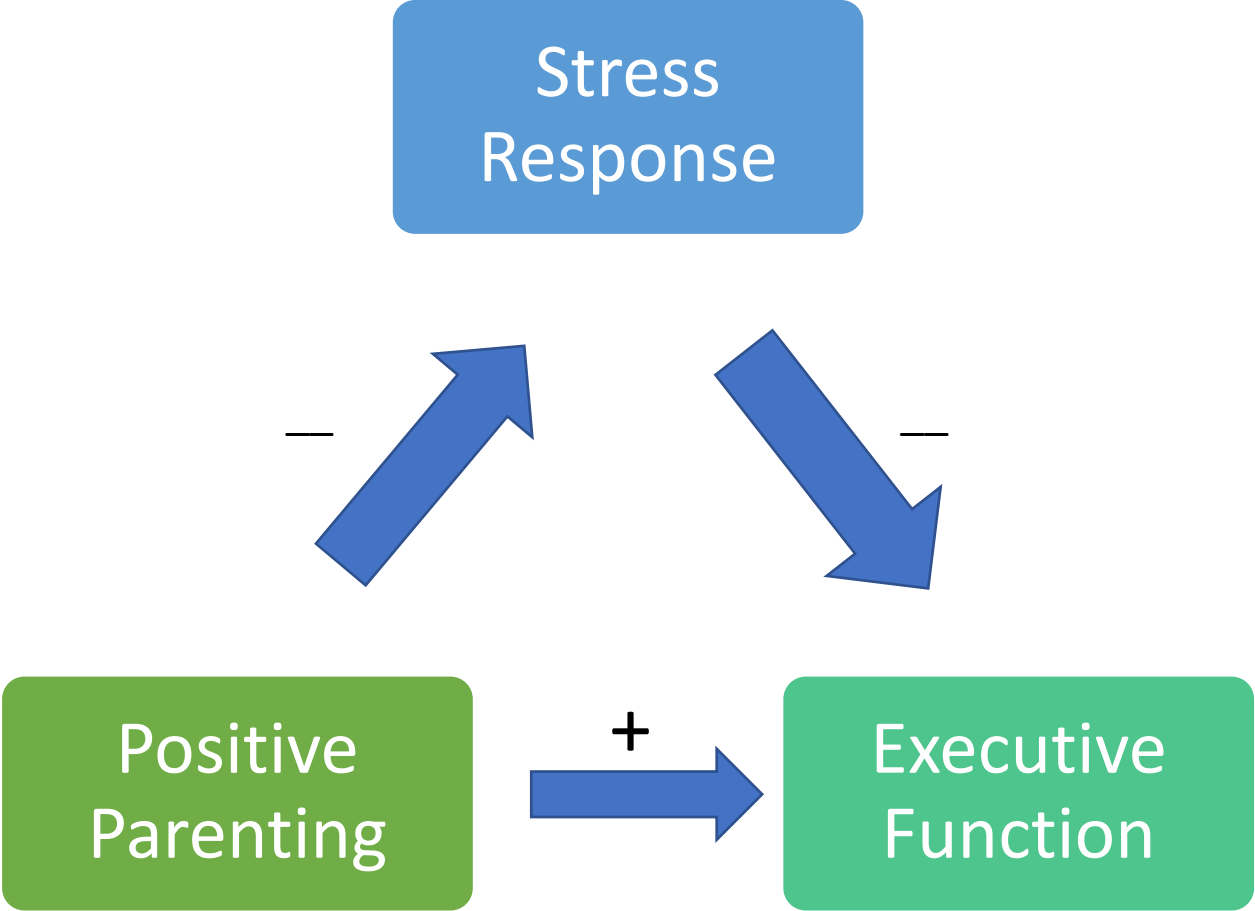 Stress
Response
—
—
+
Positive
Parenting
Executive
Function